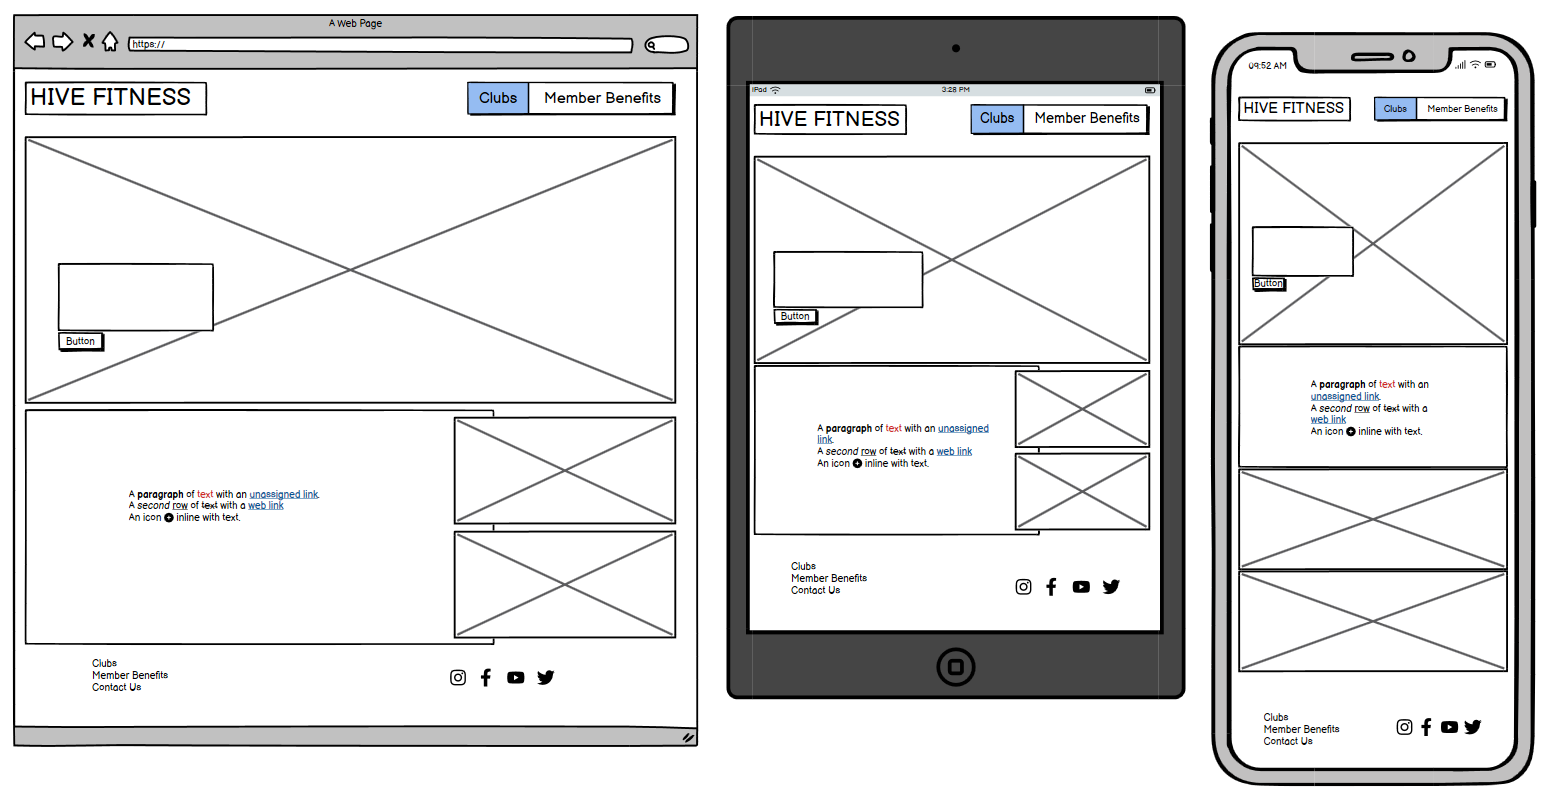 A Web Page
https://
HIVE FITNESS
Clubs
Member Benefits
Button
A paragraph of text with an unassigned link.
A second row of text with a web link
An icon inline with text.
Clubs
Member Benefits
Contact Us
iPad
3:28 PM
HIVE FITNESS
Clubs
Member Benefits
Button
A paragraph of text with an unassigned
link.
A second row of text with a web link
An icon inline with text.
Clubs
Member Benefits
Contact Us
09:52 AM
HIVE FITNESS
Clubs
Member Benefits
Button
A paragraph of text with an
unassigned link.
A second row of text with a
web link
An icon inline with text.
Clubs
Member Benefits
Contact Us